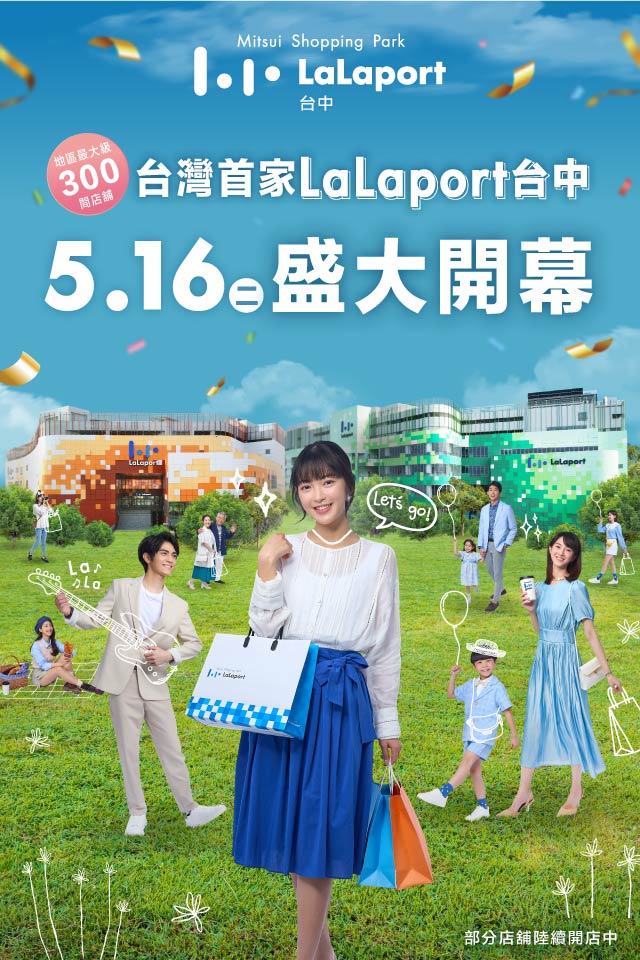 Mitsui Shopping Park
LaLaport
台中
地區最大級
300
間店舖
台灣首家LaLaport台中
5.16㊁盛大開幕
LaLaport
LaLaport
Let's go!
La♪
♫La
LaLaport
部分店舖陸續開店中